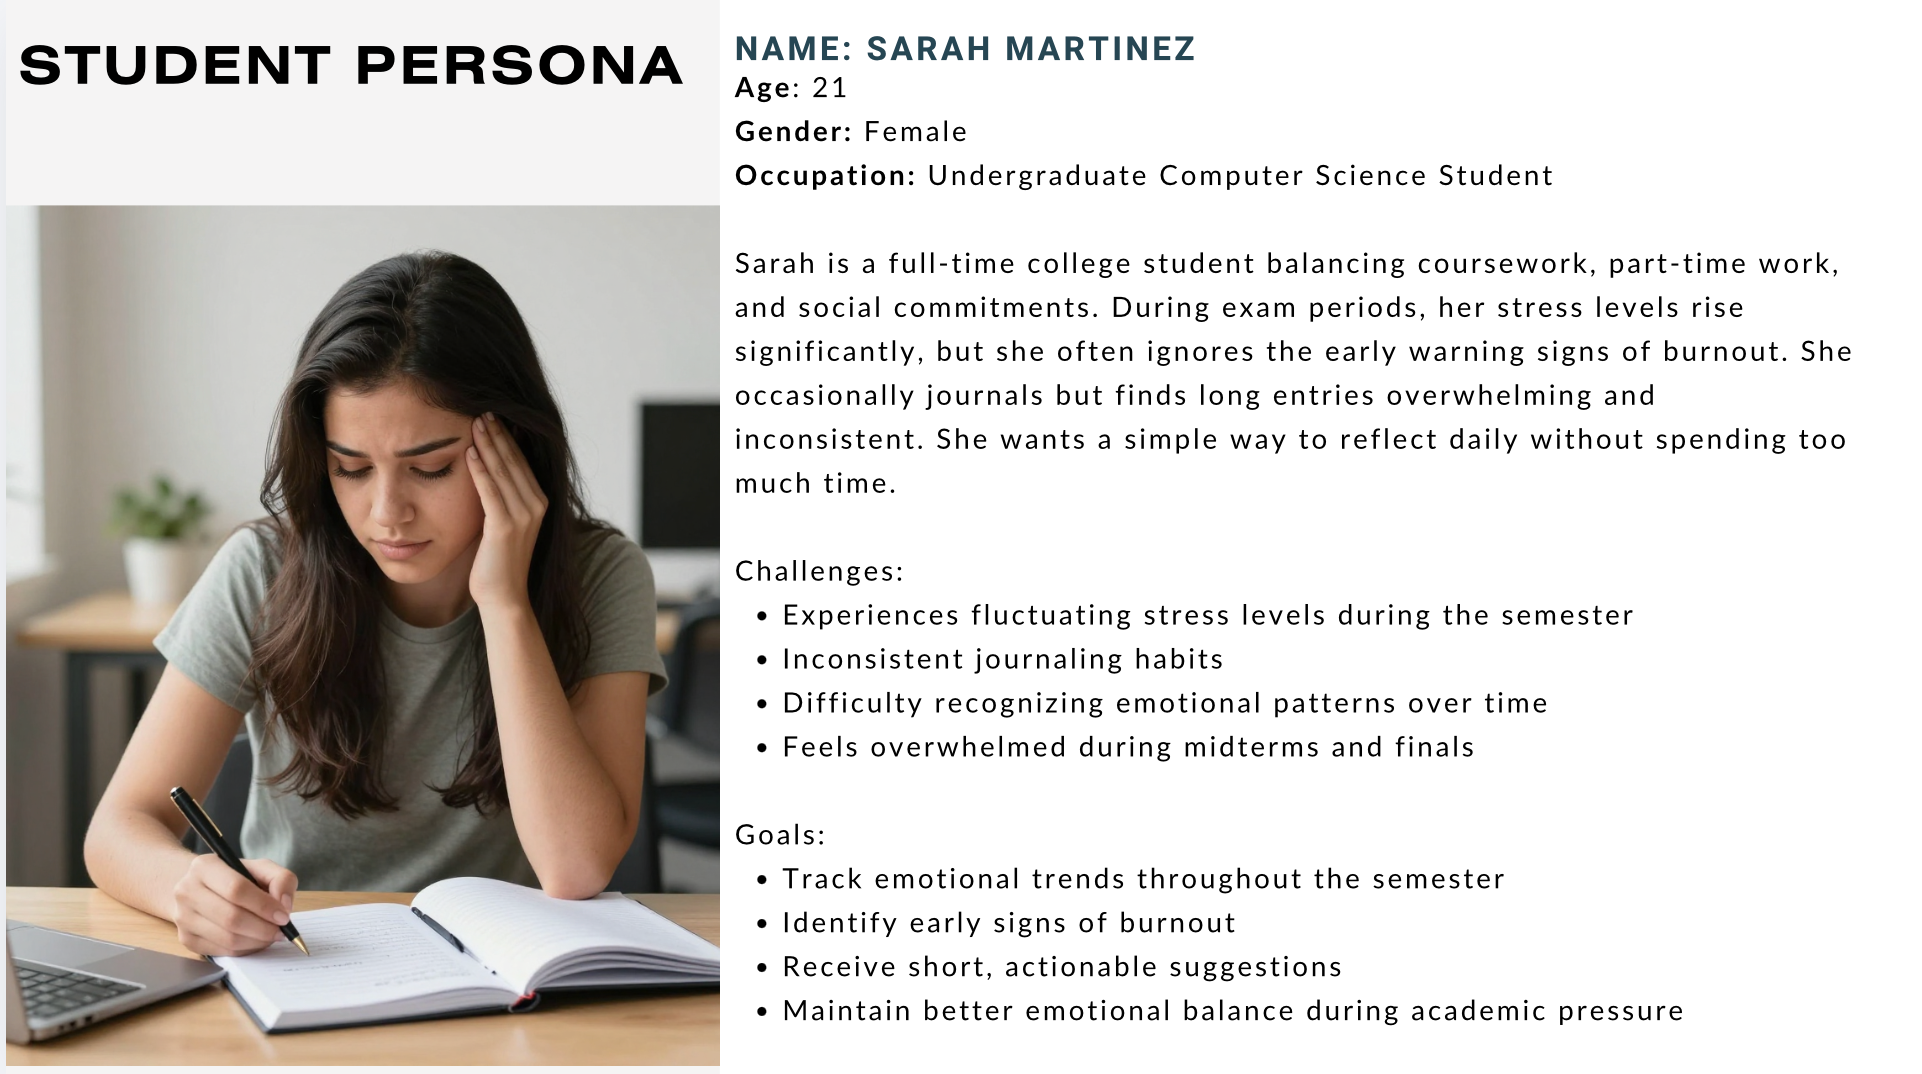 STUDENT PERSONA
NAME: SARAH MARTINEZ
Age: 21
Gender: Female
Occupation: Undergraduate Computer Science Student
Sarah is a full-time college student balancing coursework, part-time work,
and social commitments. During exam periods, her stress levels rise
significantly, but she often ignores the early warning signs of burnout. She
occasionally journals but finds long entries overwhelming and
inconsistent. She wants a simple way to reflect daily without spending too
much time.
Challenges:
• Experiences fluctuating stress levels during the semester
• Inconsistent journaling habits
• Difficulty recognizing emotional patterns over time
• Feels overwhelmed during midterms and finals
Goals:
• Track emotional trends throughout the semester
• Identify early signs of burnout
• Receive short, actionable suggestions
• Maintain better emotional balance during academic pressure